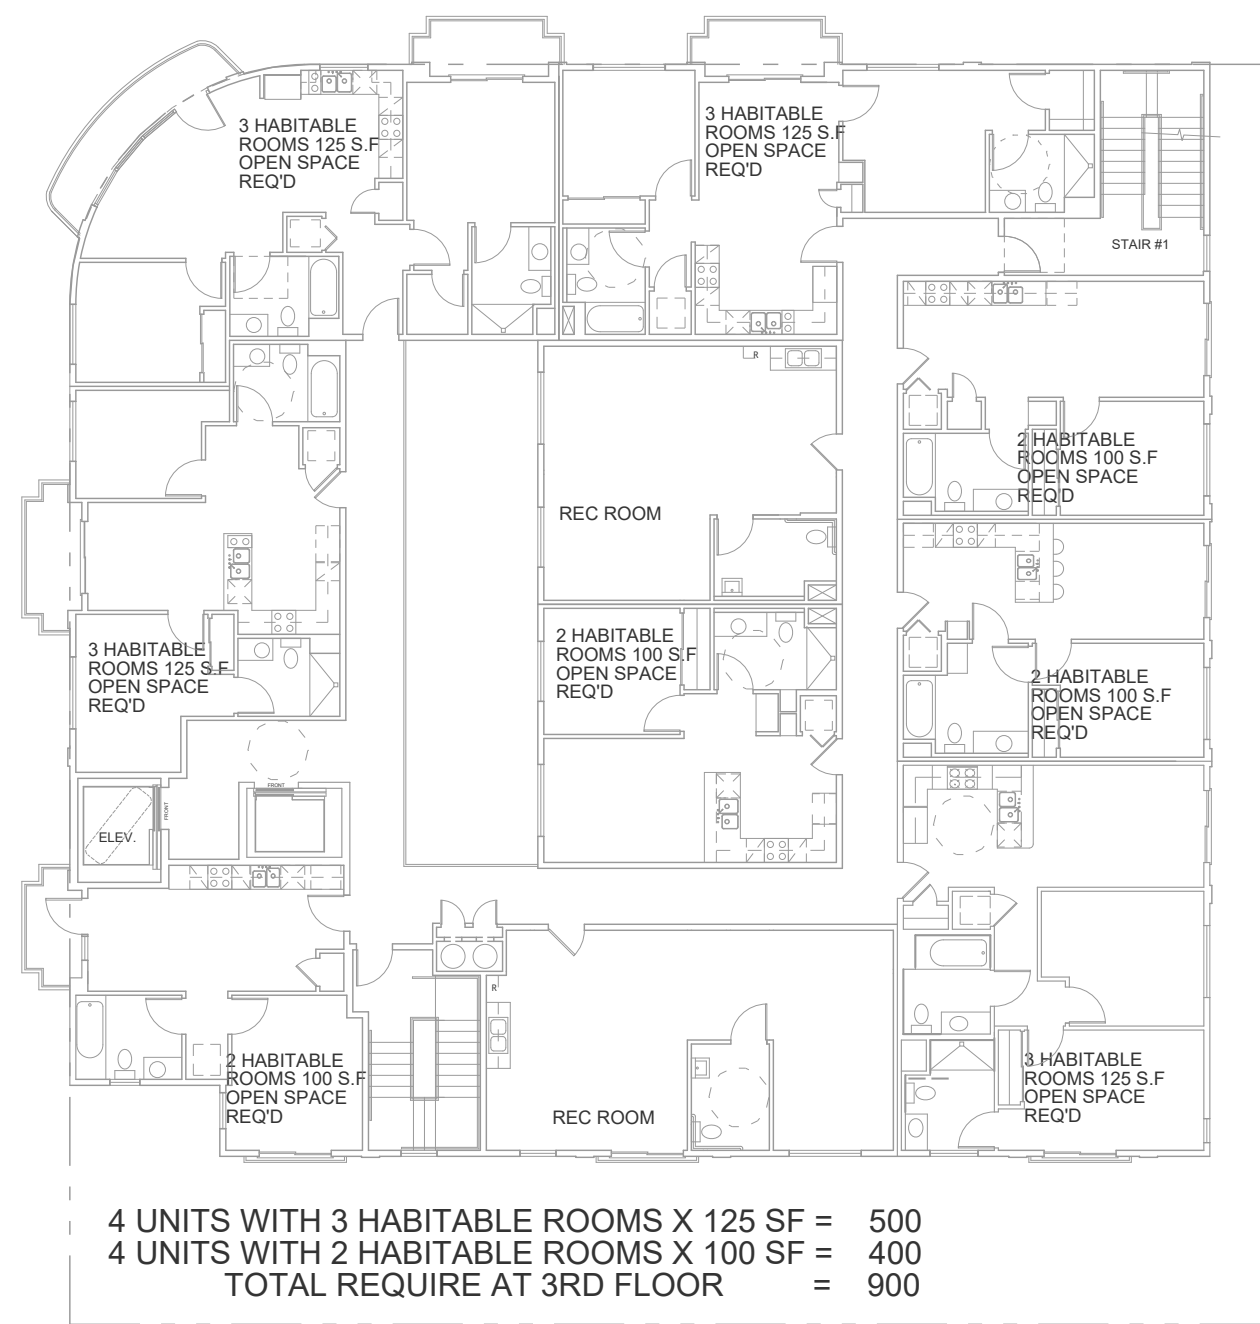 3 HABITABLE
ROOMS 125 S.F
OPEN SPACE
REQ'D
3 HABITABLE
ROOMS 125 S.F
OPEN SPACE
REQ'D
STAIR #1
R
2 HABITABLE
ROOMS 100 S.F
OPEN SPACE
REQ'D
REC ROOM
3 HABITABLE
ROOMS 125 S.F
OPEN SPACE
REQ'D
2 HABITABLE
ROOMS 100 S.F
OPEN SPACE
REQ'D
2 HABITABLE
ROOMS 100 S.F
OPEN SPACE
REQ'D
FRONT
FRONT
ELEV.
R
2 HABITABLE
ROOMS 100 S.F
OPEN SPACE
REQ'D
REC ROOM
3 HABITABLE
ROOMS 125 S.F
OPEN SPACE
REQ'D
4 UNITS WITH 3 HABITABLE ROOMS X 125 SF = 500
4 UNITS WITH 2 HABITABLE ROOMS X 100 SF = 400
TOTAL REQUIRE AT 3RD FLOOR = 900